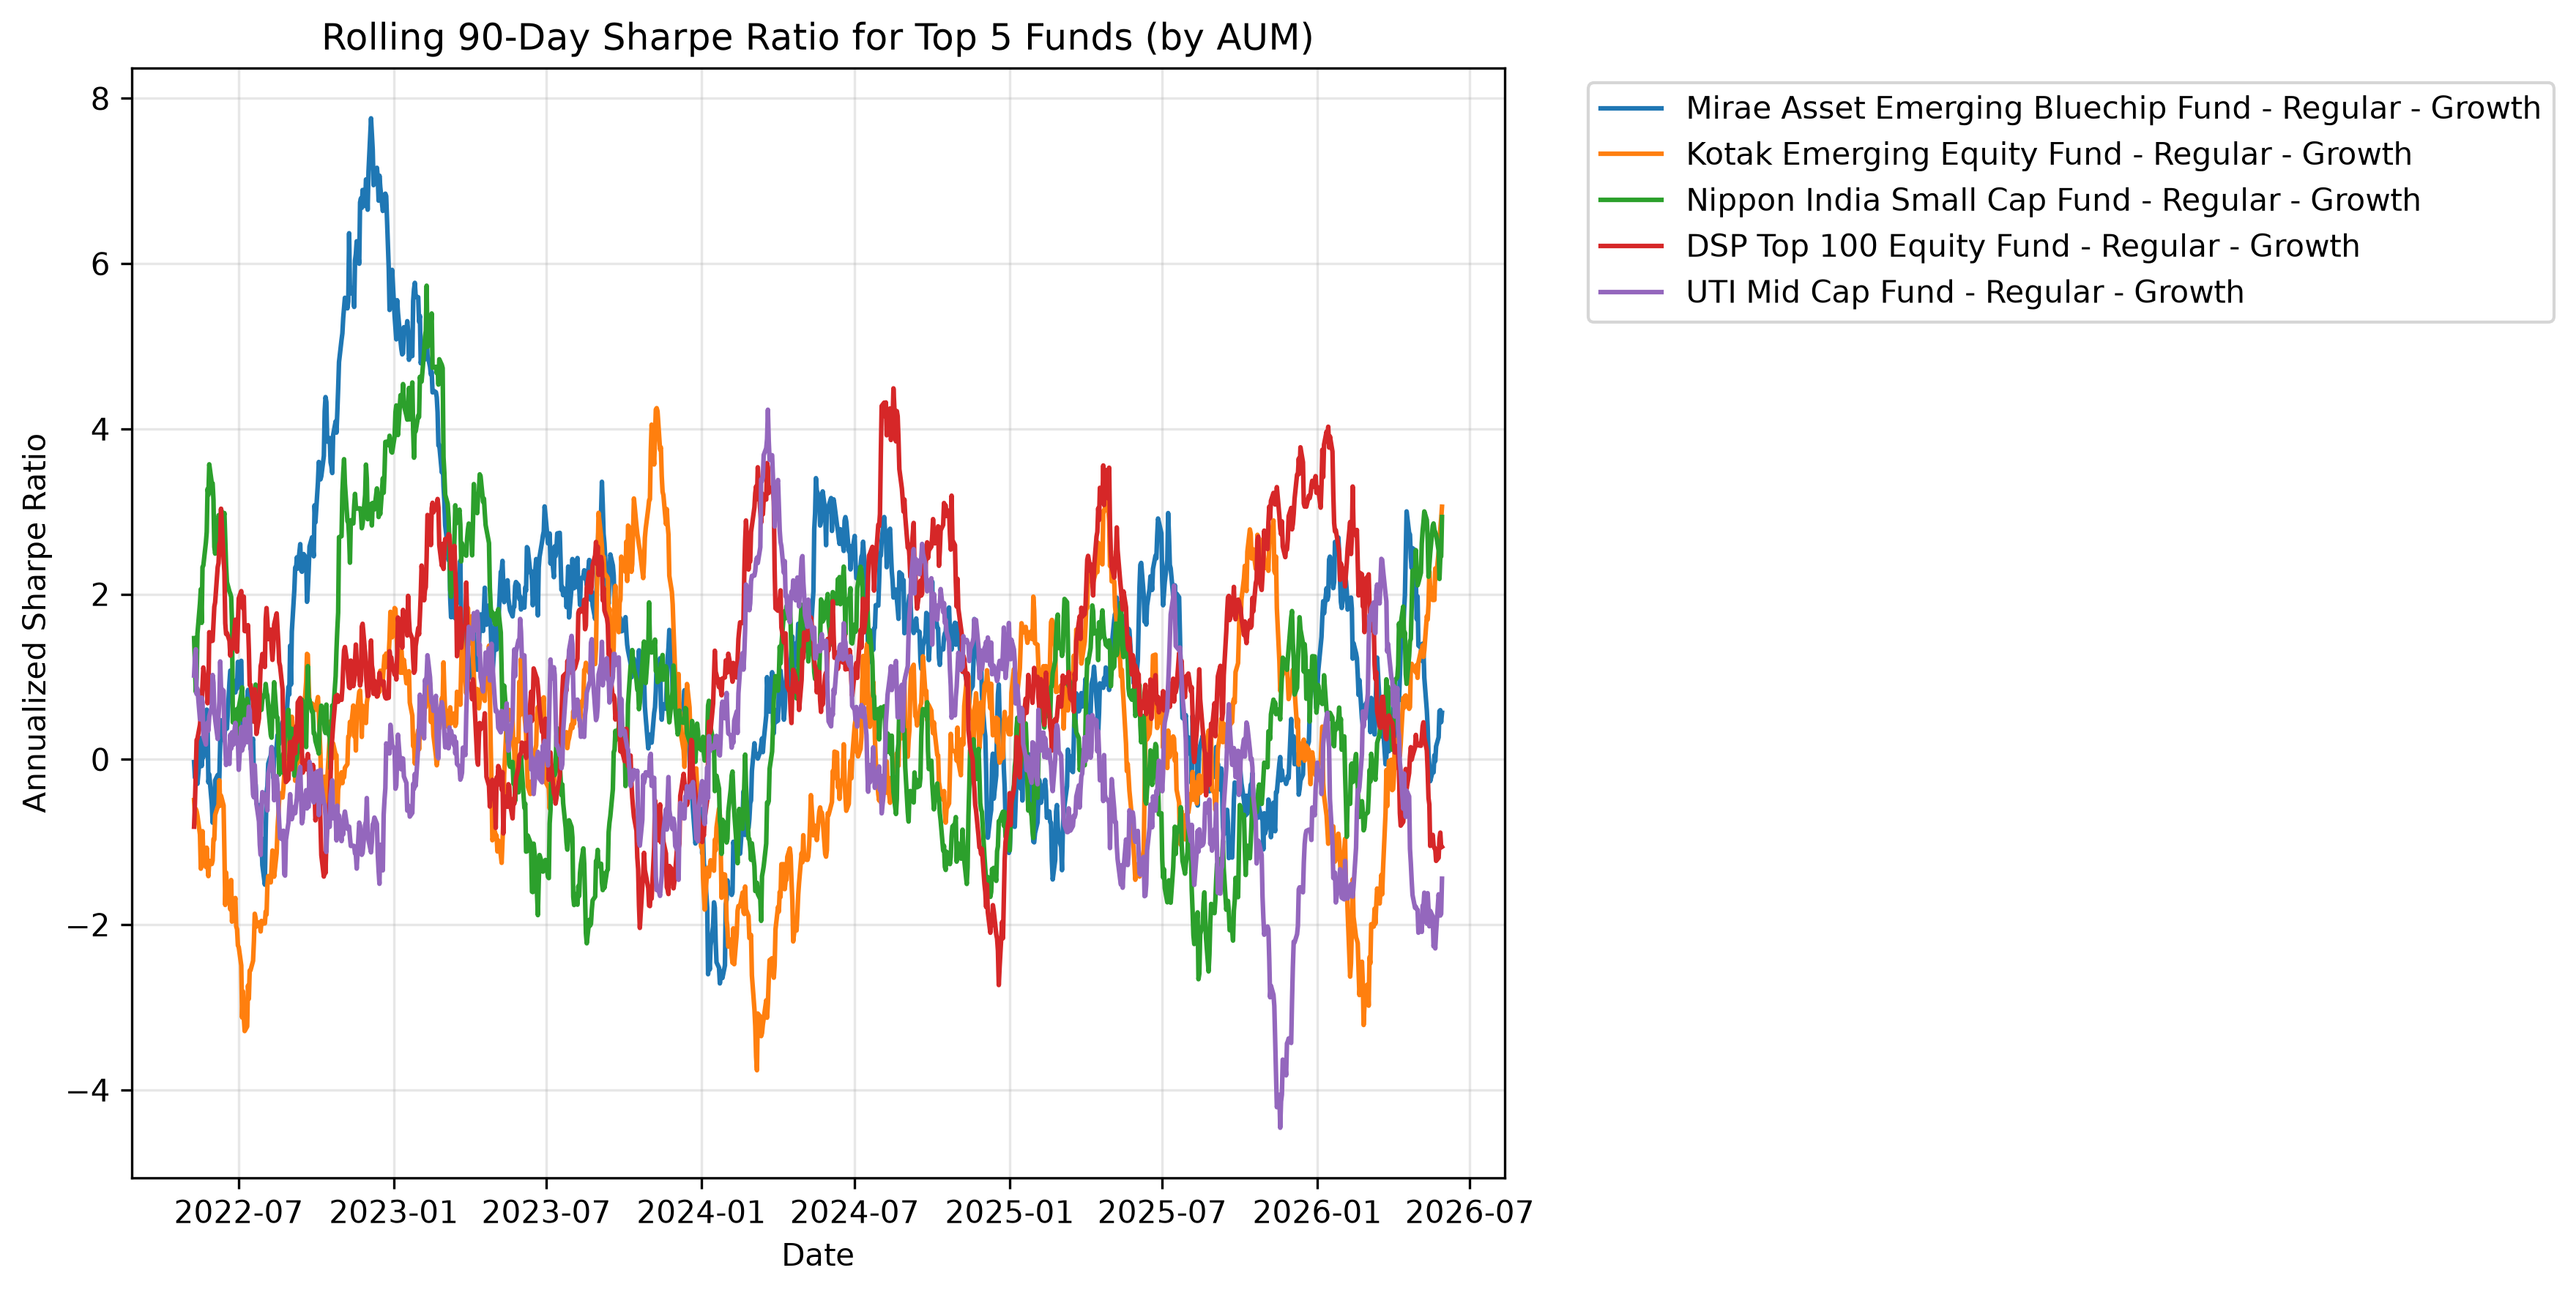 Rolling 90-Day Sharpe Ratio for Top 5 Funds (by AUM)
Mirae Asset Emerging Bluechip Fund - Regular - Growth
Kotak Emerging Equity Fund - Regular - Growth
Nippon India Small Cap Fund - Regular - Growth
DSP Top 100 Equity Fund - Regular - Growth
UTI Mid Cap Fund - Regular - Growth
Annualized Sharpe Ratio
8
6
4
2
0
−2
−4
2022-07 2023-01 2023-07 2024-01 2024-07 2025-01 2025-07 2026-01 2026-07
Date